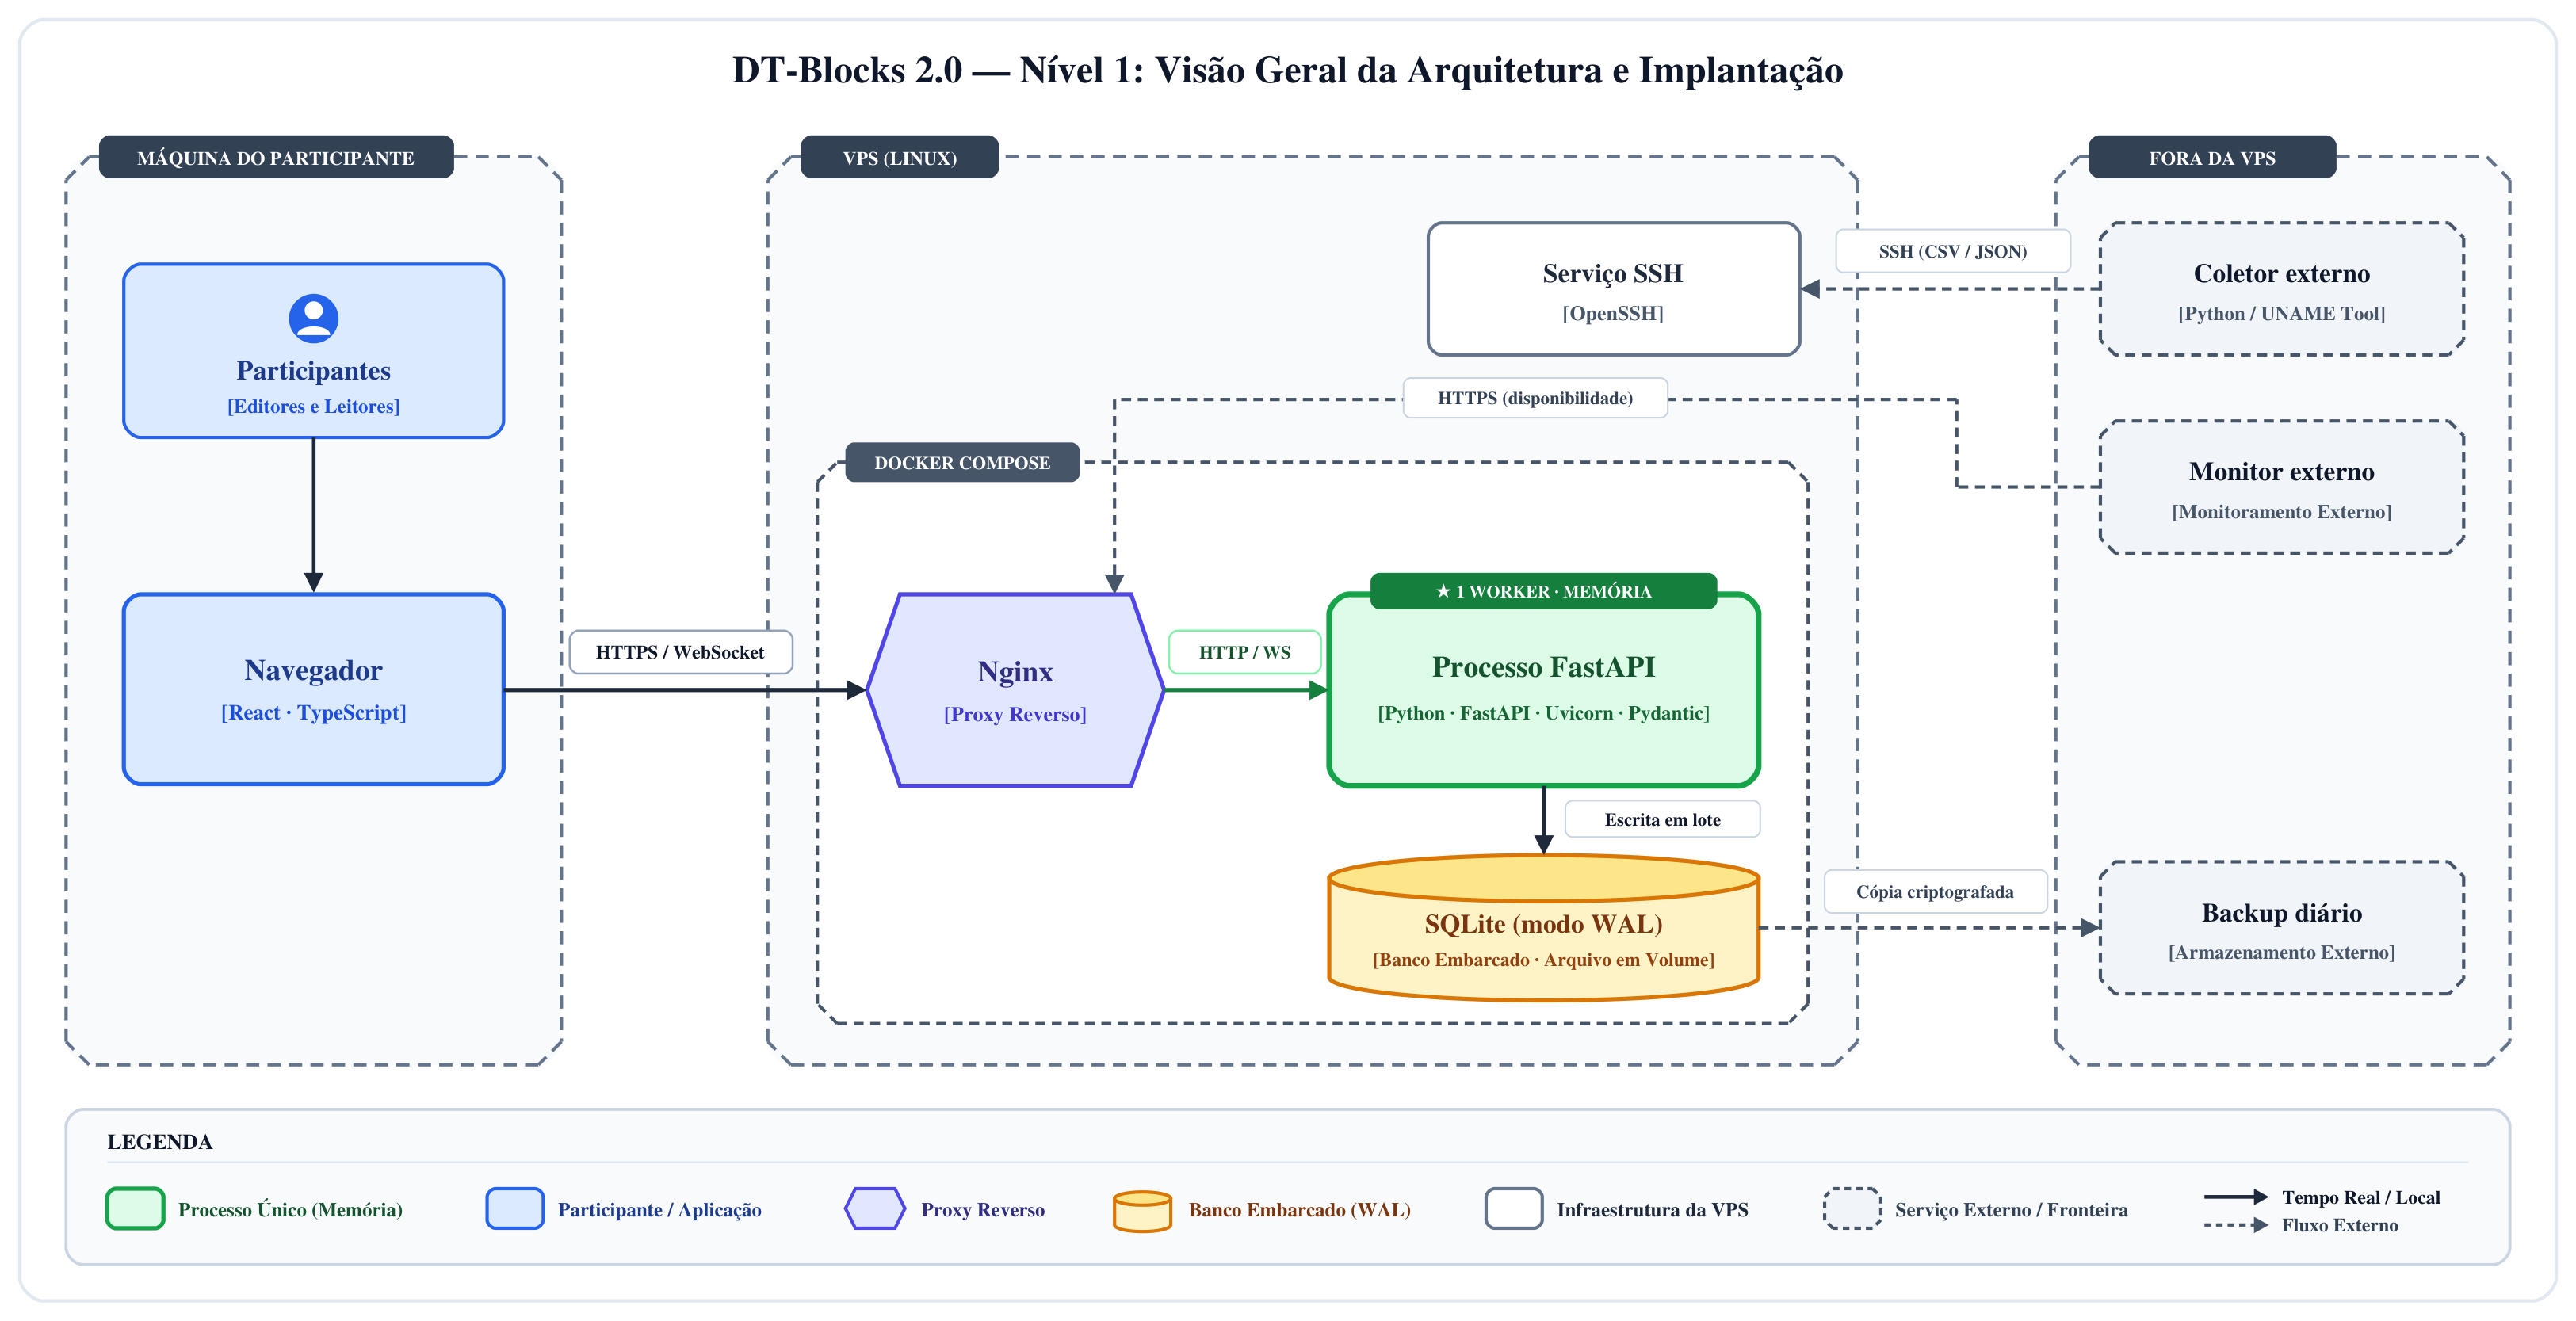 DT-Blocks 2.0 — Nível 1: Visão Geral da Arquitetura e Implantação
MÁQUINA DO PARTICIPANTE
Participantes
[Editores e Leitores]
Navegador
[React · TypeScript]
HTTPS / WebSocket
VPS (LINUX)
Serviço SSH
[OpenSSH]
SSH (CSV / JSON)
HTTPS (disponibilidade)
DOCKER COMPOSE
Nginx
[Proxy Reverso]
HTTP / WS
★ 1 WORKER · MEMÓRIA
Processo FastAPI
[Python · FastAPI · Uvicorn · Pydantic]
Escrita em lote
SQLite (modo WAL)
[Banco Embarcado · Arquivo em Volume]
Cópia criptografada
FORA DA VPS
Coletor externo
[Python / UNAME Tool]
Monitor externo
[Monitoramento Externo]
Backup diário
[Armazenamento Externo]
LEGENDA
Processo Único (Memória)
Participante / Aplicação
Proxy Reverso
Banco Embarcado (WAL)
Infraestrutura da VPS
Serviço Externo / Fronteira
Tempo Real / Local
Fluxo Externo